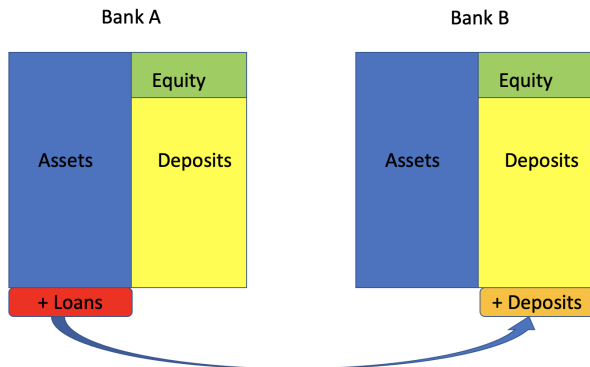 Bank A
Bank B
Equity
Assets
Deposits
+ Loans
Equity
Assets
Deposits
+ Deposits